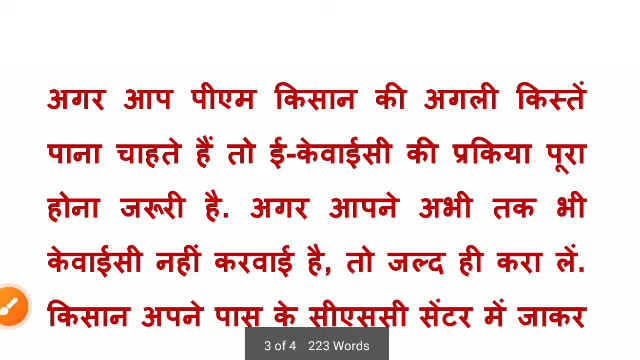 अगर आप पीएम किसान की अगली किस्तें
पाना चाहते हैं तो ई-केवाईसी की प्रकिया पूरा
होना जरूरी है. अगर आपने अभी तक भी
केवाईसी नहीं करवाई है, तो जल्द ही करा लें.
किसान अपने पास के सीएससी सेंटर में जाकर
3 of 4 223 Words